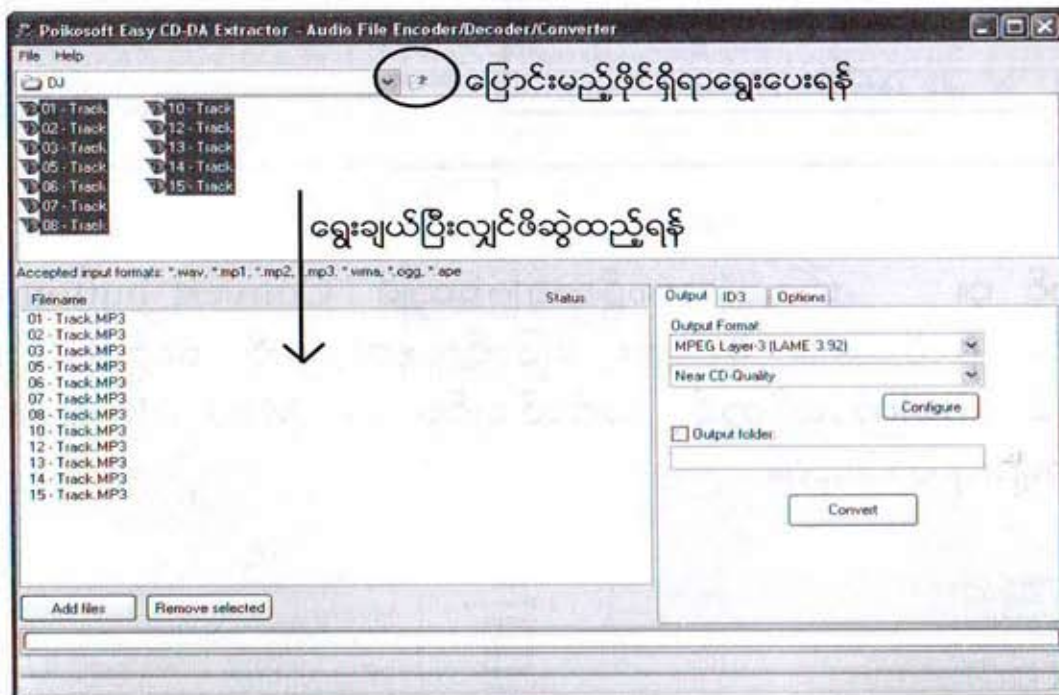 Poikosoft Easy CD-DA Extractor - Audio File Encoder/Decoder/Converter
File Help
DJ
ပြောင်းမည့်ဖိုင်ရှိရာရွေးပေးရန်
01 - Track 10 - Track
02 - Track 12 - Track
03 - Track 13 - Track
05 - Track 14 - Track
06 - Track 15 - Track
07 - Track
08 - Track
ရွေးချယ်ပြီးလျှင်ဖိဆွဲထည့်ရန်
Accepted input formats: *.wav, *.mp1, *.mp2, *.mp3, *.wma, *.ogg, *.ape
Filename Status
01 - Track.MP3
02 - Track.MP3
03 - Track.MP3
05 - Track.MP3
06 - Track.MP3
07 - Track.MP3
08 - Track.MP3
10 - Track.MP3
12 - Track.MP3
13 - Track.MP3
14 - Track.MP3
15 - Track.MP3
Output ID3 Options
Output Format:
MPEG Layer-3 (LAME 3.92)
Near CD-Quality
Configure
Output folder:
Convert
Add files Remove selected